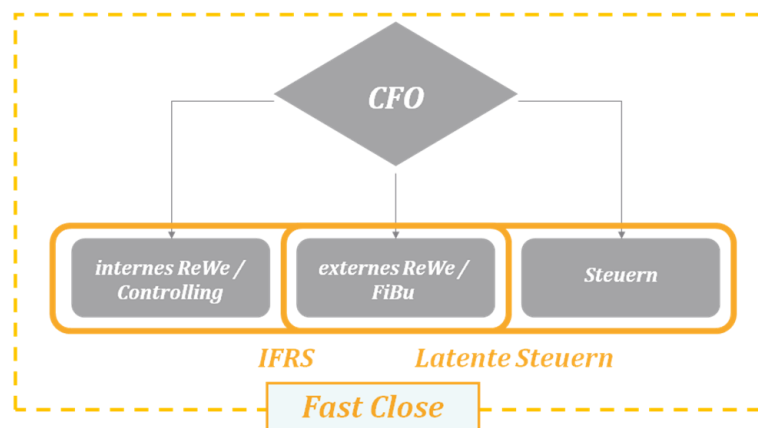 CFO
internes ReWe /
Controlling
externes ReWe /
FiBu
Steuern
IFRS
Latente Steuern
Fast Close